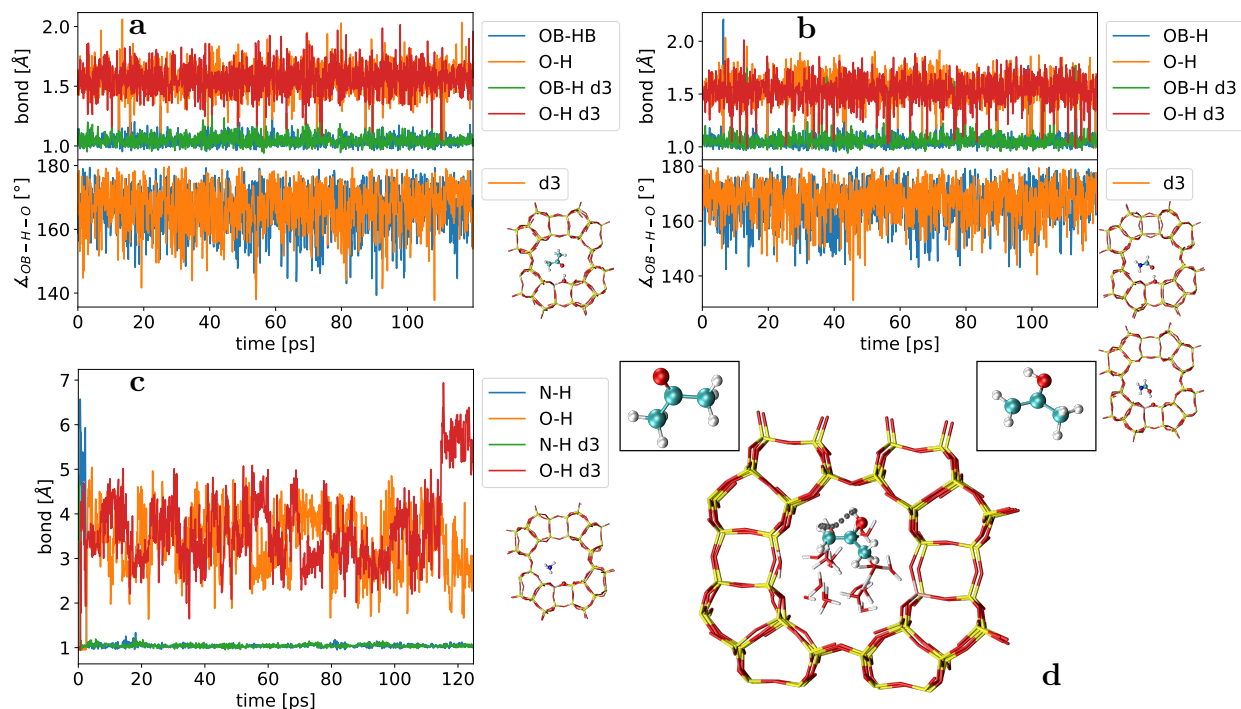 a
bond [Å]
2.0
1.5
1.0
OB-HB
O-H
OB-H d3
O-H d3
∡OB−H−O [°]
180
160
140
d3
0 20 40 60 80 100
time [ps]
b
bond [Å]
2.0
1.5
1.0
OB-H
O-H
OB-H d3
O-H d3
∡OB−H−O [°]
180
160
140
d3
0 20 40 60 80 100
time [ps]
c
bond [Å]
7
6
5
4
3
2
1
N-H
O-H
N-H d3
O-H d3
0 20 40 60 80 100 120
time [ps]
d